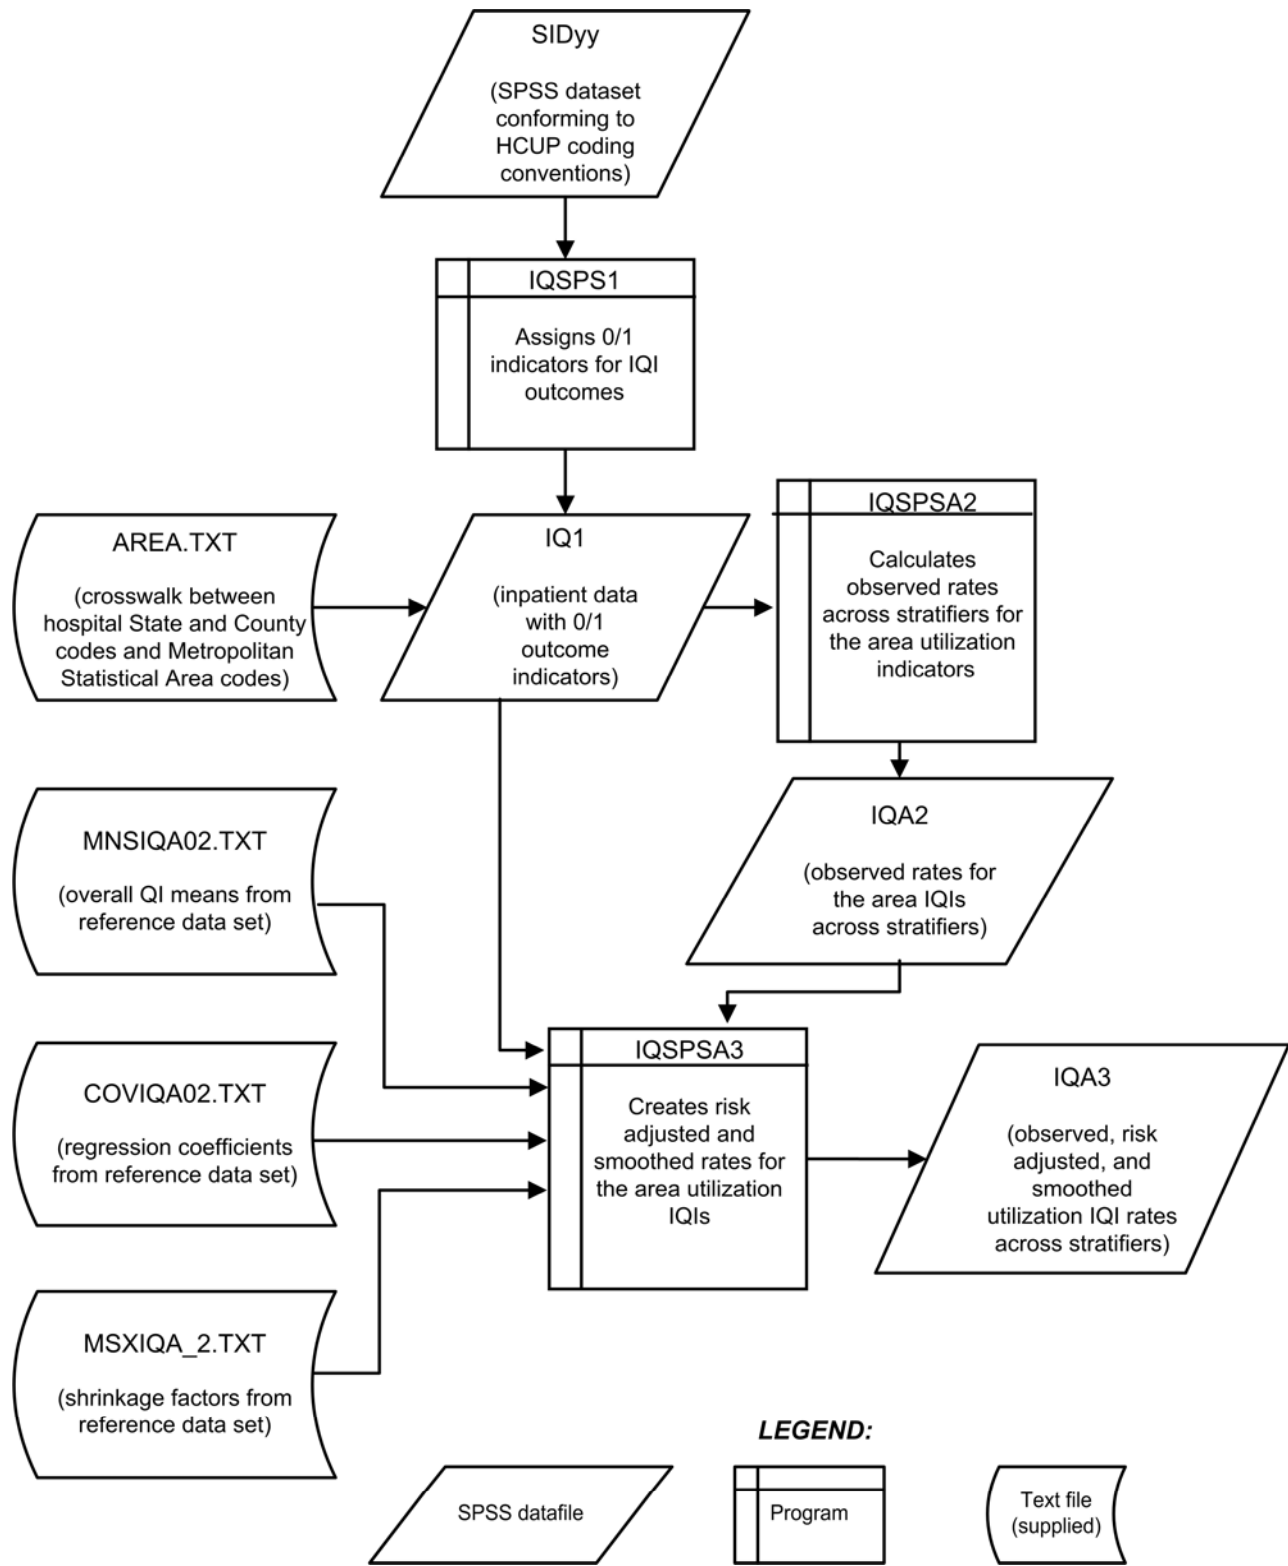 SIDyy
(SPSS dataset
conforming to
HCUP coding
conventions)
IQSPS1
Assigns 0/1
indicators for IQI
outcomes
AREA.TXT
(crosswalk between
hospital State and County
codes and Metropolitan
Statistical Area codes)
IQ1
(inpatient data
with 0/1
outcome
indicators)
IQSPSA2
Calculates
observed rates
across stratifiers for
the area utilization
indicators
MNSIQA02.TXT
(overall QI means from
reference data set)
IQA2
(observed rates for
the area IQIs
across stratifiers)
COVIQA02.TXT
(regression coefficients
from reference data set)
IQSPSA3
Creates risk
adjusted and
smoothed rates for
the area utilization
IQIs
IQA3
(observed, risk
adjusted, and
smoothed
utilization IQI rates
across stratifiers)
MSXIQA_2.TXT
(shrinkage factors from
reference data set)
LEGEND:
SPSS datafile
Program
Text file
(supplied)